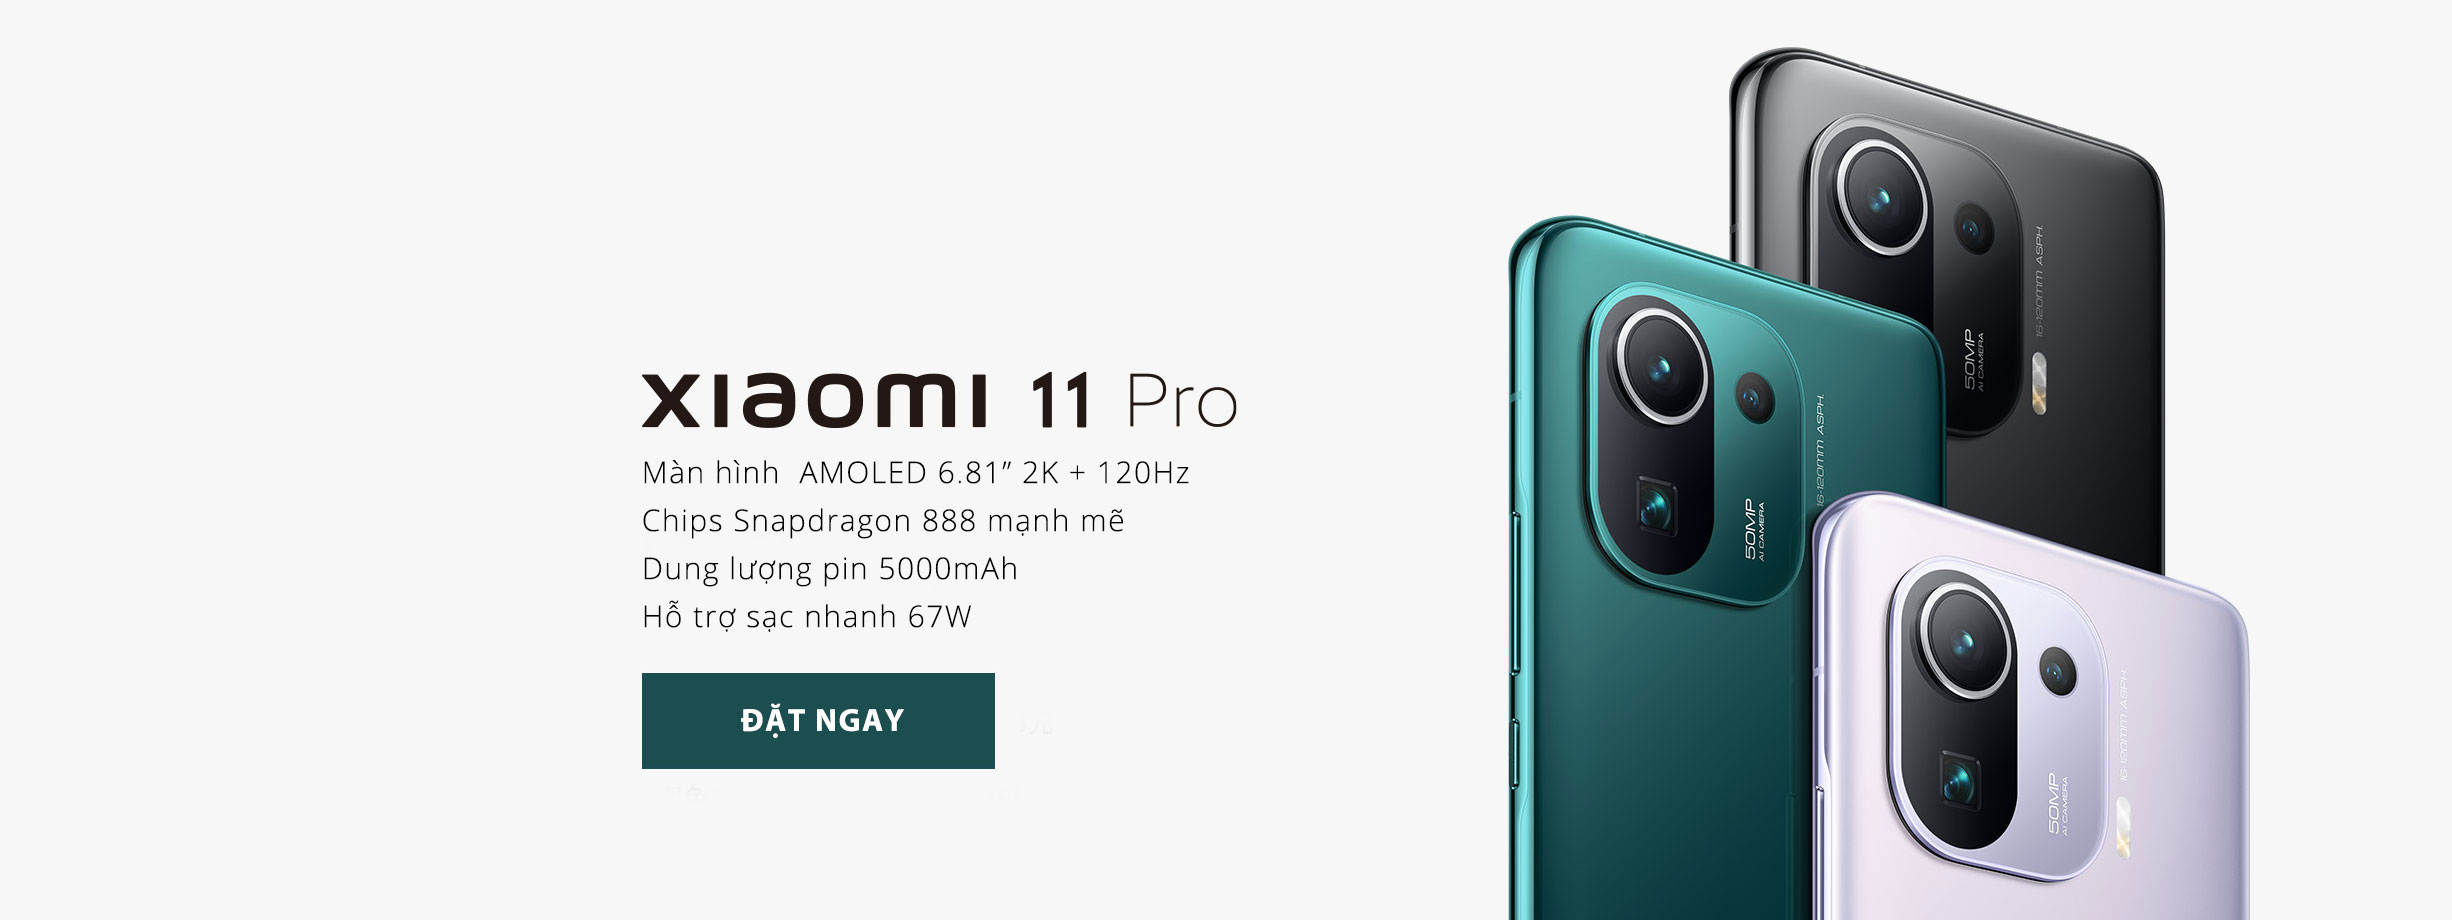 xiaomi 11 Pro
Màn hình AMOLED 6.81” 2K + 120Hz
Chips Snapdragon 888 mạnh mẽ
Dung lượng pin 5000mAh
Hỗ trợ sạc nhanh 67W
ĐẶT NGAY
16-120mm ASPH.
50MP
AI CAMERA
16-120mm ASPH.
50MP
AI CAMERA
16-120mm ASPH.
50MP
AI CAMERA